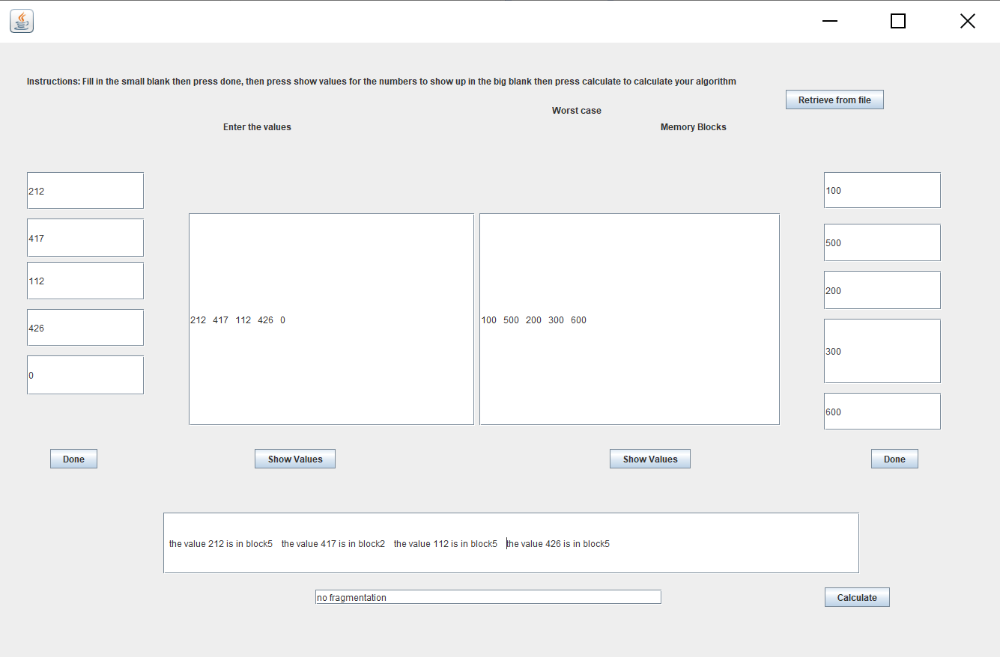 Instructions: Fill in the small blank then press done, then press show values for the numbers to show up in the big blank then press calculate to calculate your algorithm
Retrieve from file
Worst case
Enter the values
Memory Blocks
212
417
112
426
0
212 417 112 426 0
100 500 200 300 600
100
500
200
300
600
Done
Show Values
Show Values
Done
the value 212 is in block5 the value 417 is in block2 the value 112 is in block5 the value 426 is in block5
no fragmentation
Calculate